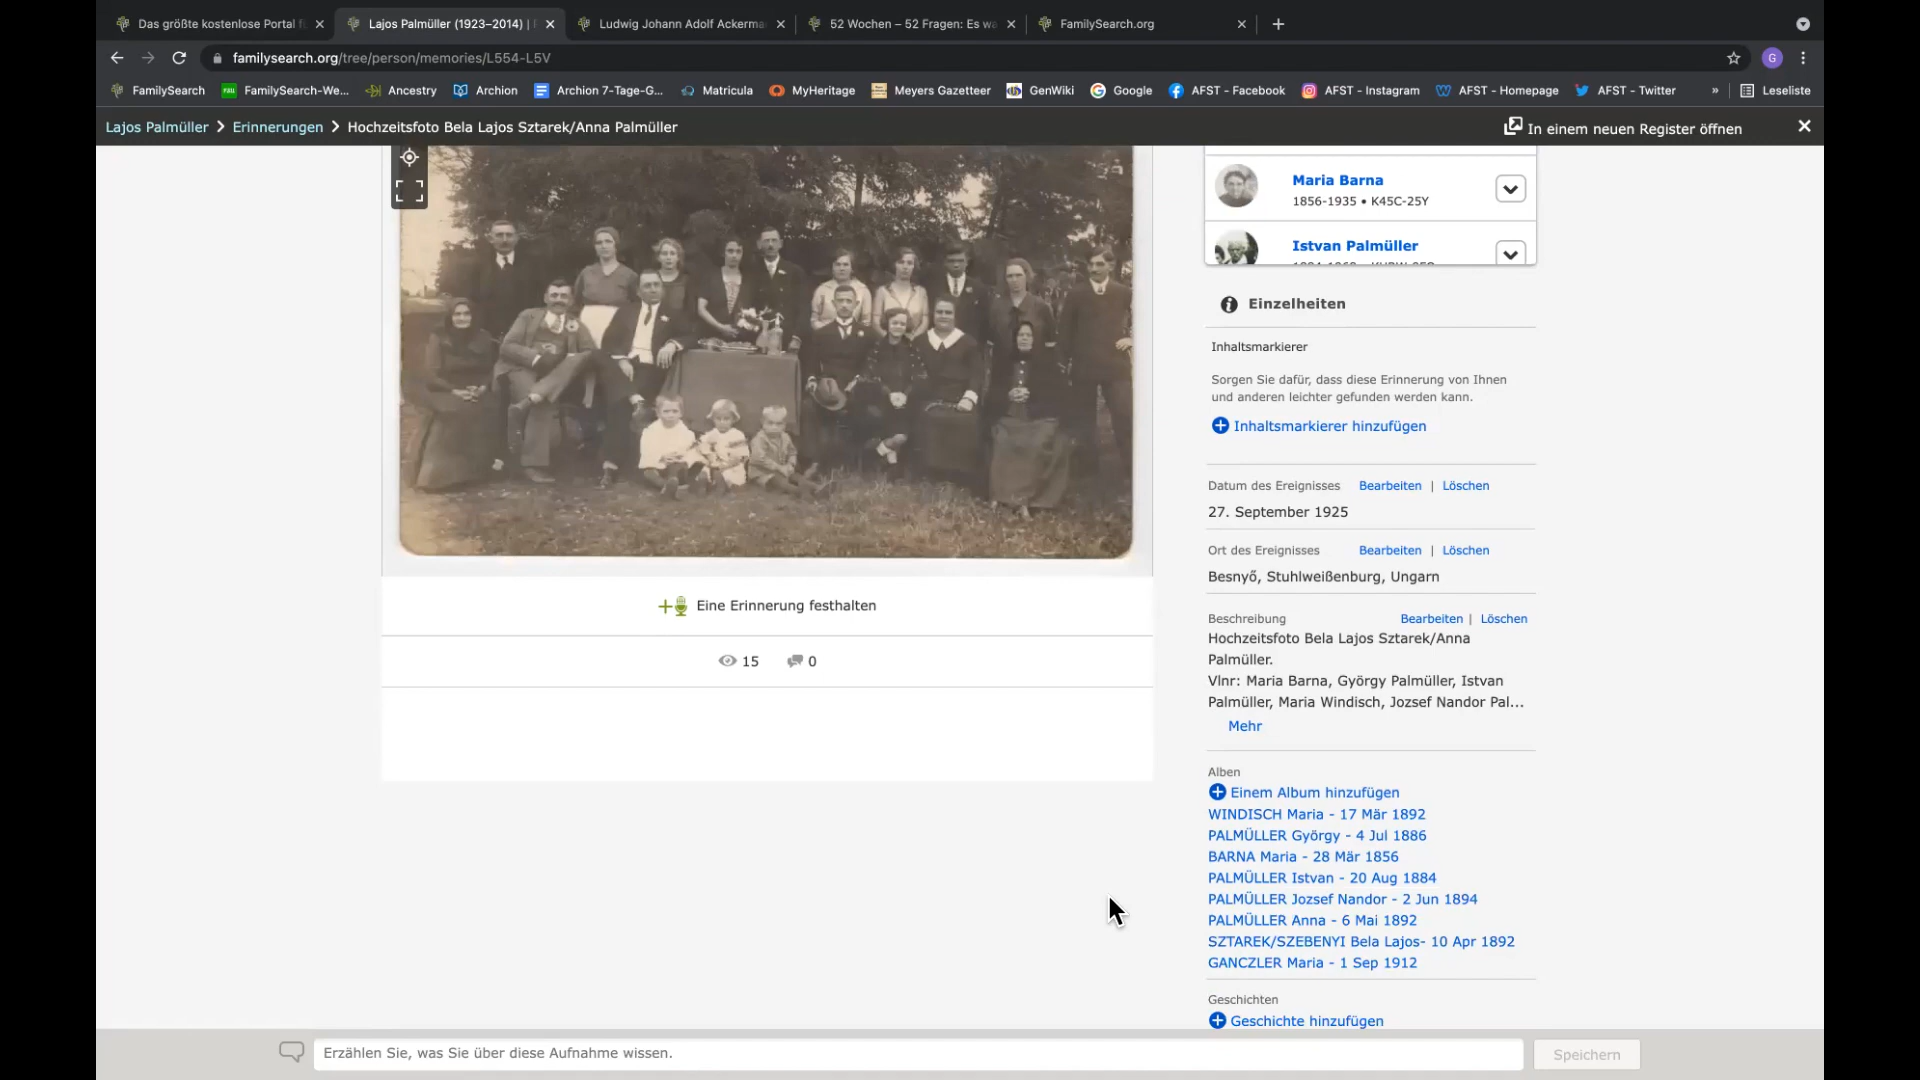 Das größte kostenlose Portal f
Lajos Palmüller (1923–2014) |
Ludwig Johann Adolf Ackerma
52 Wochen – 52 Fragen: Es wa
FamilySearch.org
familysearch.org/tree/person/memories/L554-L5V
G
FamilySearch
FamilySearch-We...
Ancestry
Archion
Archion 7-Tage-G...
Matricula
MyHeritage
Meyers Gazetteer
GenWiki
Google
AFST - Facebook
AFST - Instagram
AFST - Homepage
AFST - Twitter
»
Leseliste
Lajos Palmüller > Erinnerungen > Hochzeitsfoto Bela Lajos Sztarek/Anna Palmüller
In einem neuen Register öffnen
Maria Barna
1856-1935 • K45C-25Y
Istvan Palmüller
Einzelheiten
Inhaltsmarkierer
Sorgen Sie dafür, dass diese Erinnerung von Ihnen
und anderen leichter gefunden werden kann.
Inhaltsmarkierer hinzufügen
Datum des Ereignisses Bearbeiten | Löschen
27. September 1925
Ort des Ereignisses Bearbeiten | Löschen
Besnyő, Stuhlweißenburg, Ungarn
Beschreibung Bearbeiten | Löschen
Hochzeitsfoto Bela Lajos Sztarek/Anna
Palmüller.
Vlnr: Maria Barna, György Palmüller, Istvan
Palmüller, Maria Windisch, Jozsef Nandor Pal...
Mehr
Eine Erinnerung festhalten
15 0
Alben
Einem Album hinzufügen
WINDISCH Maria - 17 Mär 1892
PALMÜLLER György - 4 Jul 1886
BARNA Maria - 28 Mär 1856
PALMÜLLER Istvan - 20 Aug 1884
PALMÜLLER Jozsef Nandor - 2 Jun 1894
PALMÜLLER Anna - 6 Mai 1892
SZTAREK/SZEBENYI Bela Lajos- 10 Apr 1892
GANCZLER Maria - 1 Sep 1912
Geschichten
Geschichte hinzufügen
Erzählen Sie, was Sie über diese Aufnahme wissen.
Speichern